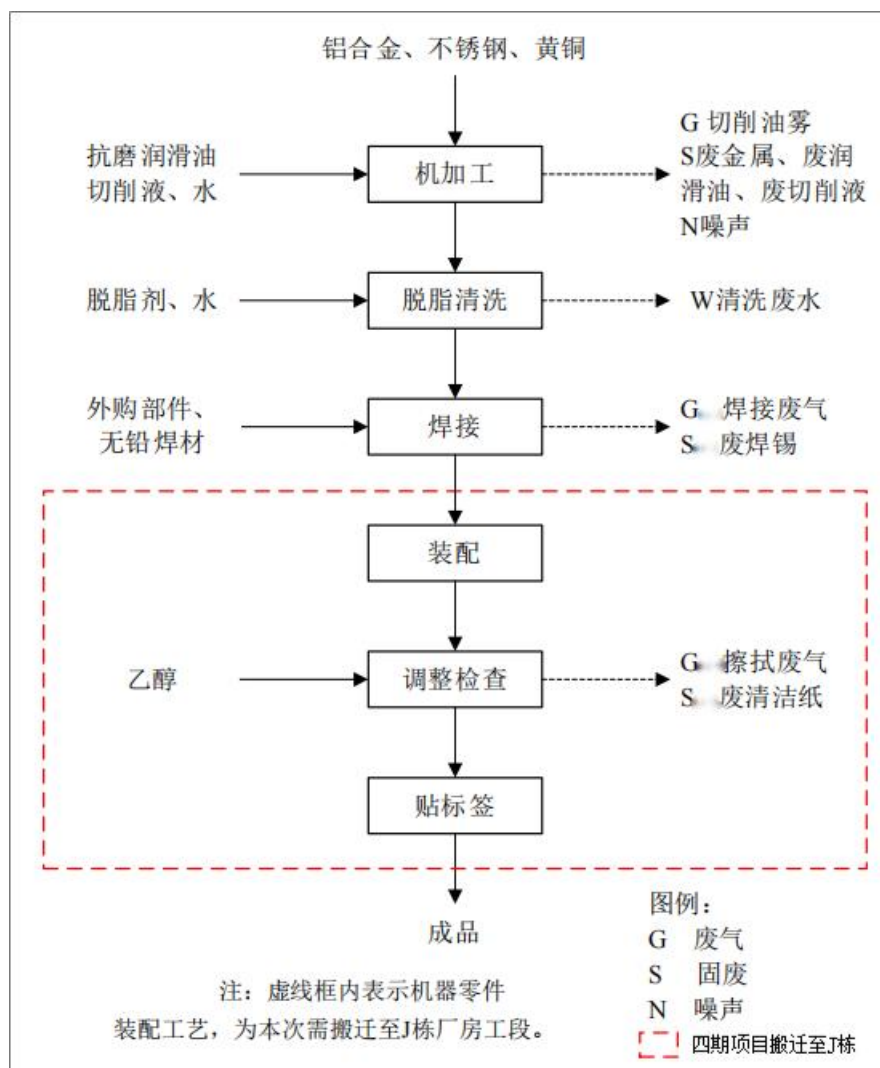 铝合金、不锈钢、黄铜
抗磨润滑油
切削液、水
机加工
G 切削油雾
S废金属、废润
滑油、废切削液
N噪声
脱脂剂、水
脱脂清洗
W清洗废水
外购部件、
无铅焊材
焊接
G 焊接废气
S 废焊锡
装配
乙醇
调整检查
G 擦拭废气
S 废清洁纸
贴标签
成品
注：虚线框内表示机器零件
装配工艺，为本次需搬迁至J栋厂房工段。
图例：
G 废气
S 固废
N 噪声
四期项目搬迁至J栋